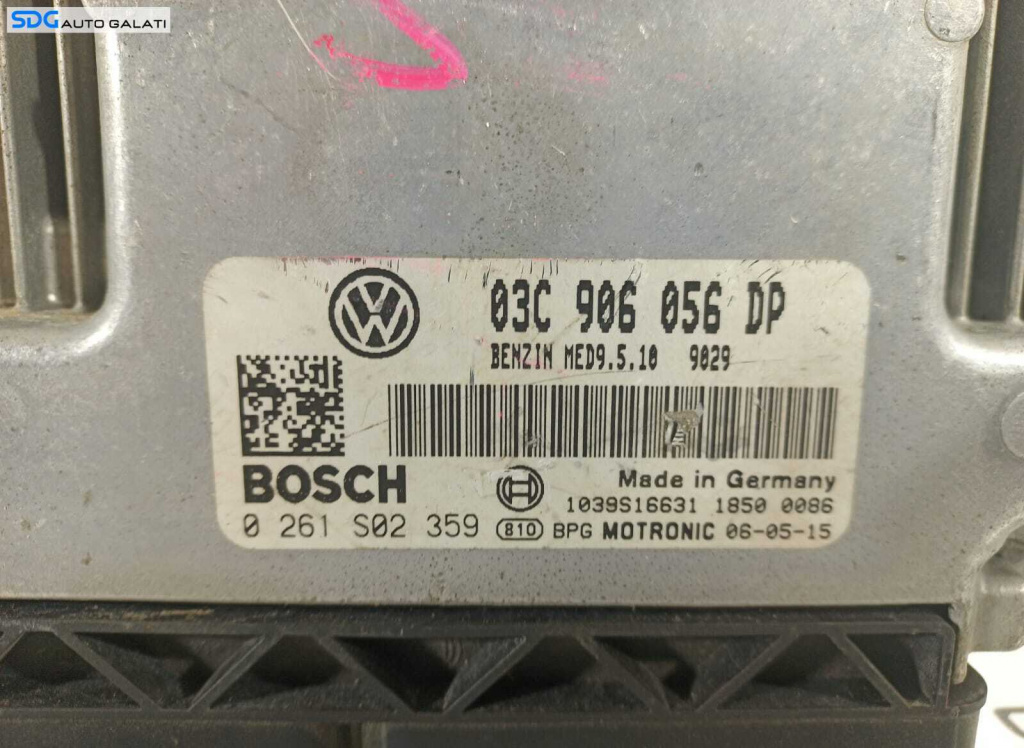 SDG AUTO GALATI
03C 906 056 DP
BENZIN MED9.5.10 9029
BOSCH
Made in Germany
1039S16631 1850 0086
0 261 S02 359 810 BPG MOTRONIC 06-05-15